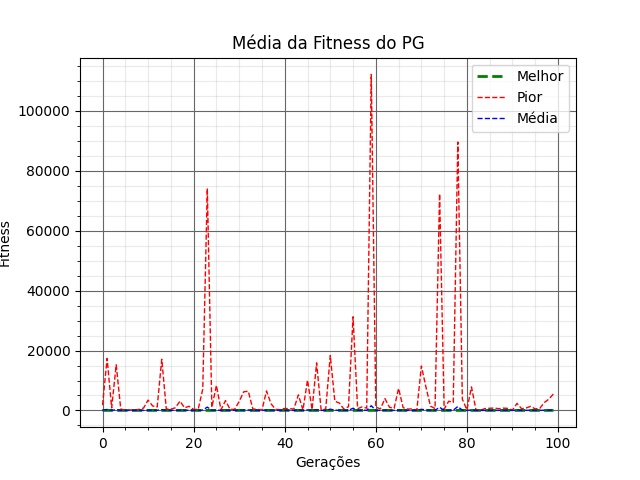 Média da Fitness do PG
Melhor
Pior
Média
100000
80000
60000
40000
20000
0
Fitness
0 20 40 60 80 100
Gerações